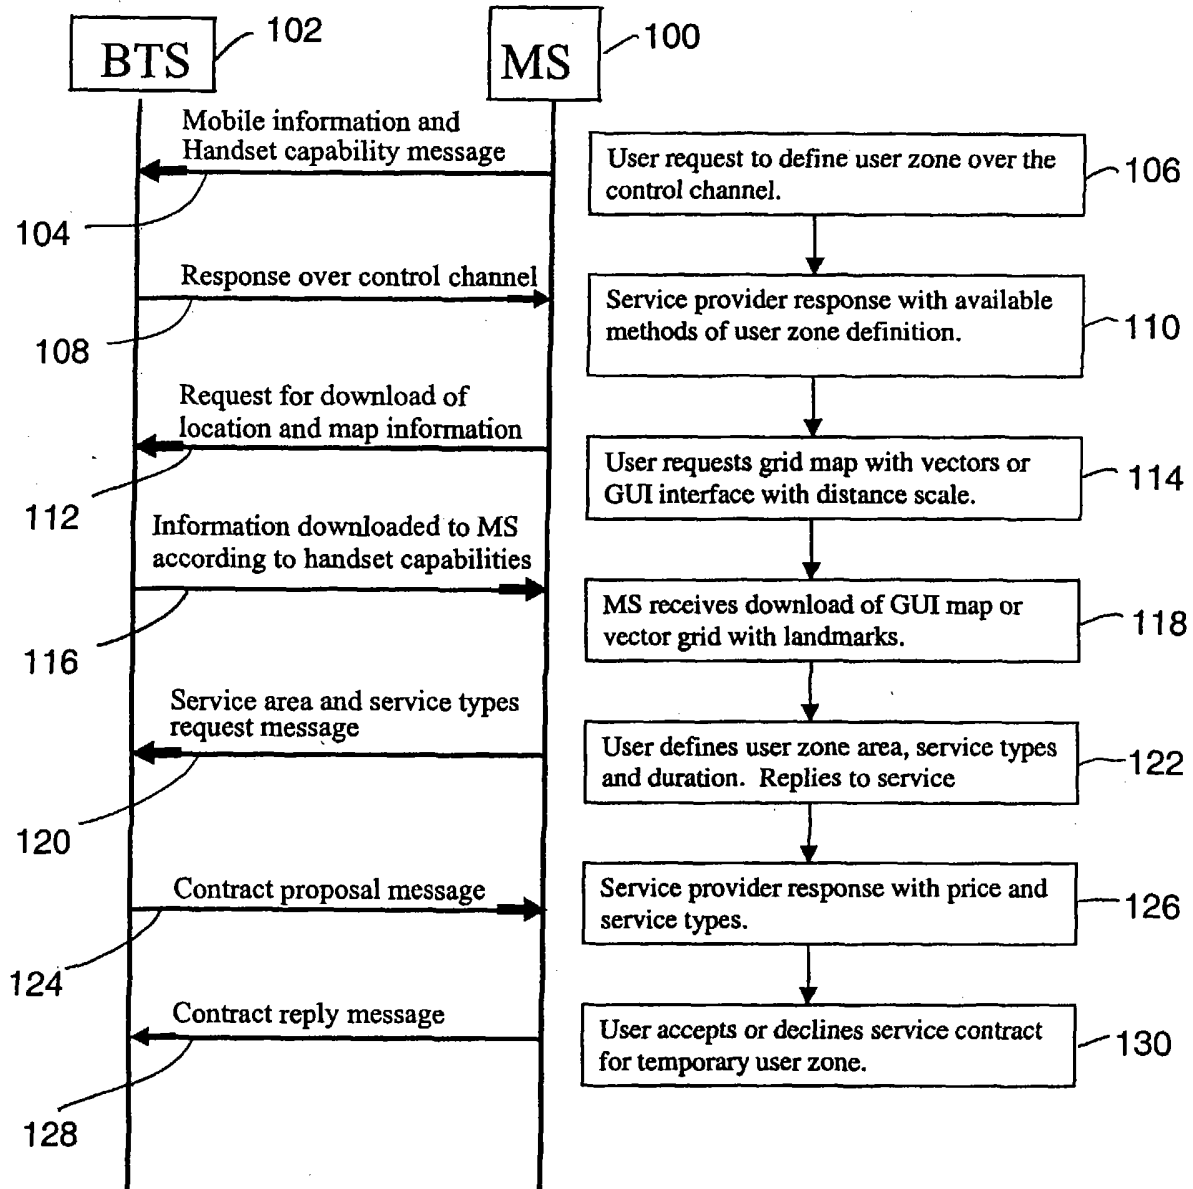 BTS
102
MS
100
Mobile information and
Handset capability message
104
User request to define user zone over the
control channel.
106
Response over control channel
108
Service provider response with available
methods of user zone definition.
110
Request for download of
location and map information
112
User requests grid map with vectors or
GUI interface with distance scale.
114
Information downloaded to MS
according to handset capabilities
116
MS receives download of GUI map or
vector grid with landmarks.
118
Service area and service types
request message
120
User defines user zone area, service types
and duration. Replies to service
122
Contract proposal message
124
Service provider response with price and
service types.
126
Contract reply message
128
User accepts or declines service contract
for temporary user zone.
130